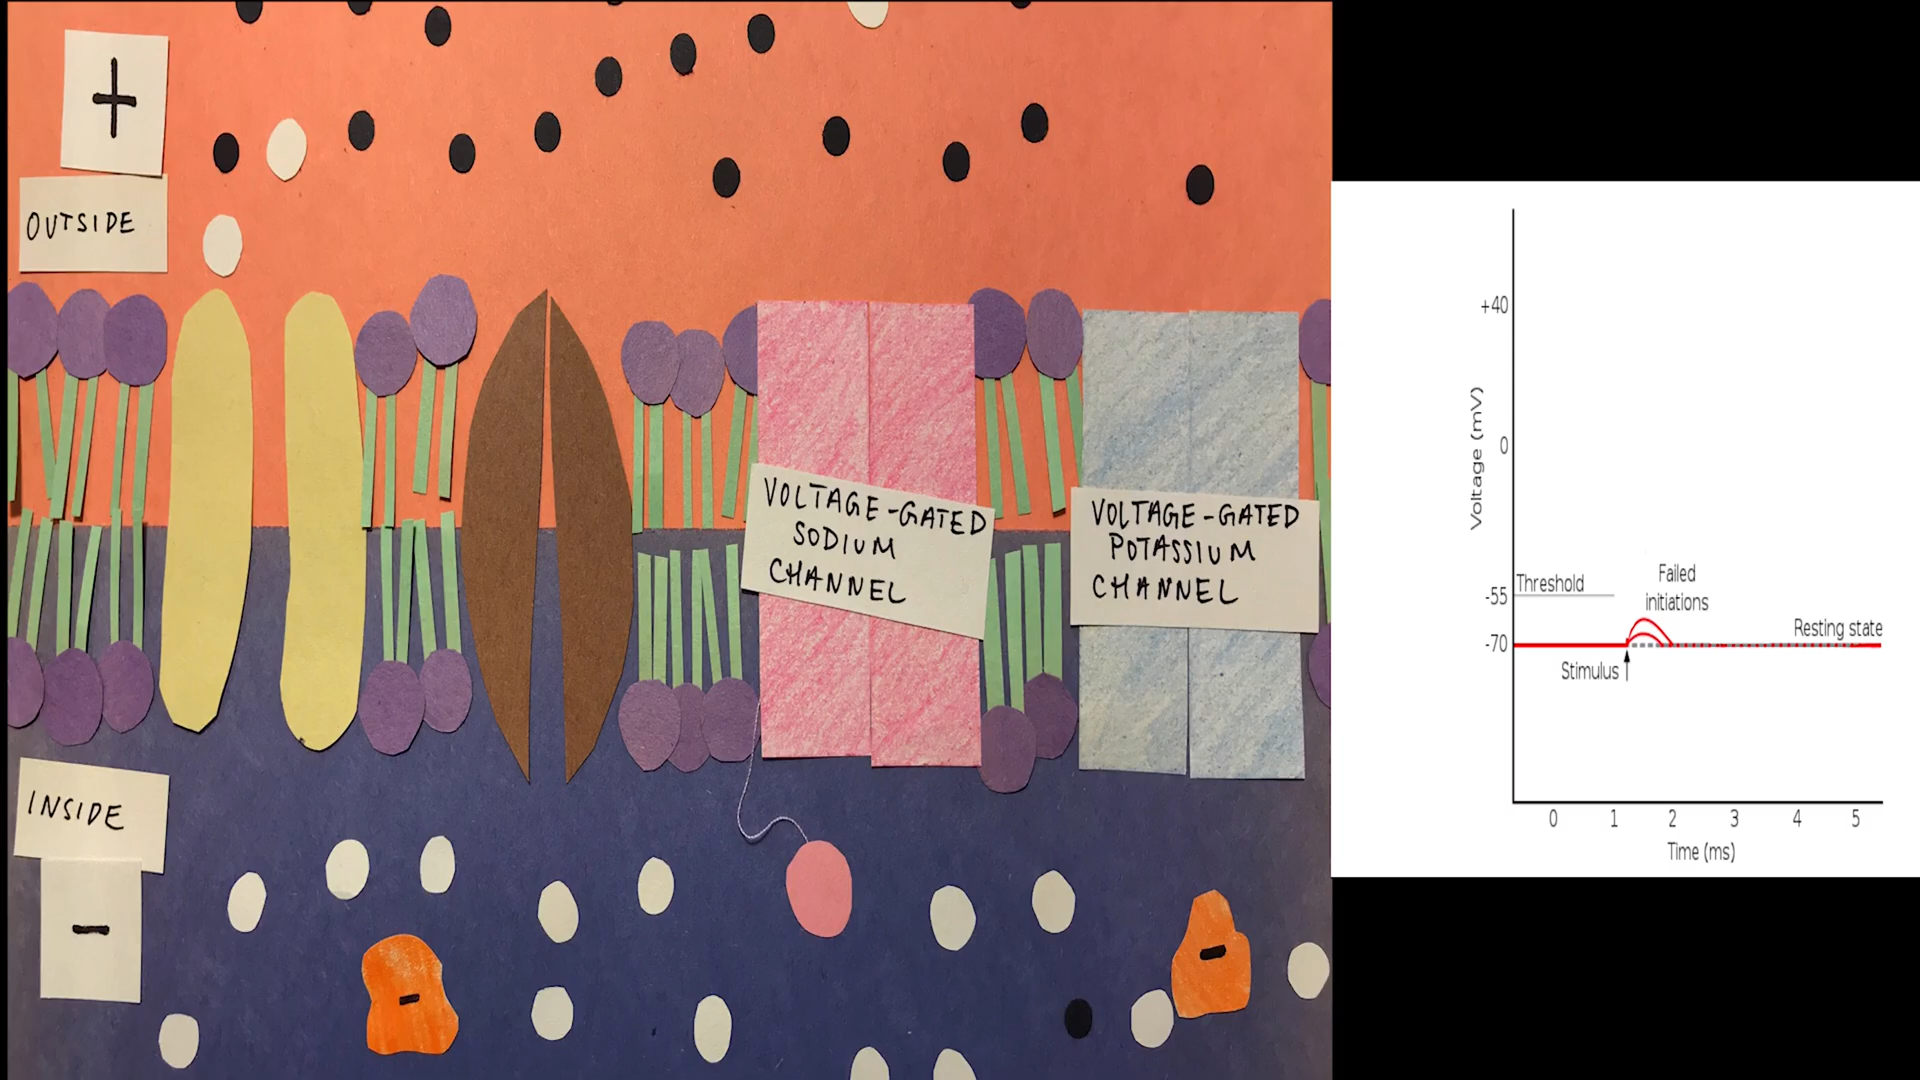 +
OUTSIDE
VOLTAGE-GATED
SODIUM
CHANNEL
VOLTAGE-GATED
POTASSIUM
CHANNEL
INSIDE
-
-
-
Voltage (mV)
+40
0
-55
-70
Threshold
Failed
initiations
Resting state
Stimulus
0 1 2 3 4 5
Time (ms)